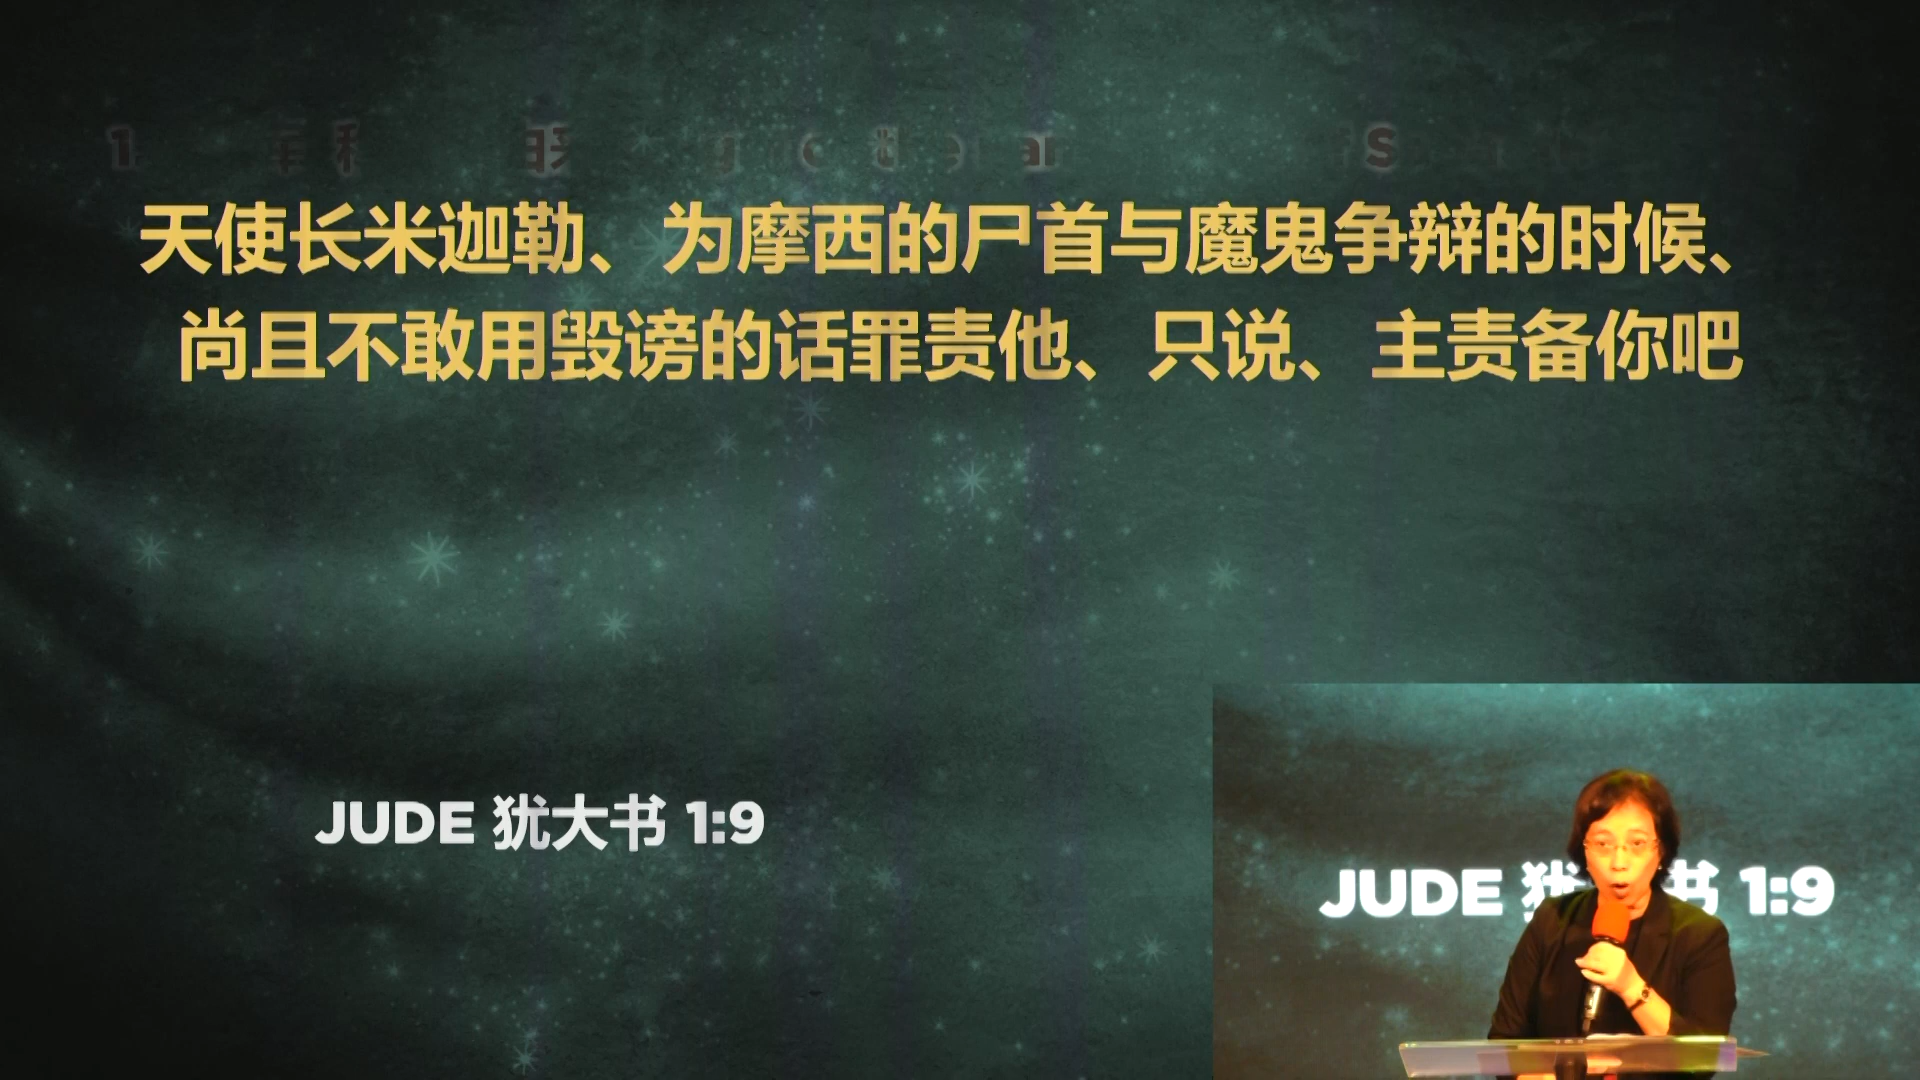 天使长米迦勒、为摩西的尸首与魔鬼争辩的时候、
尚且不敢用毁谤的话罪责他、只说、主责备你吧
JUDE 犹大书 1:9
JUDE 犹 书 1:9